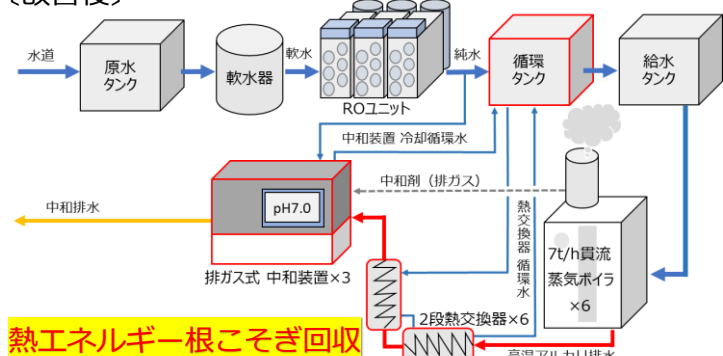 〈改善後〉
水道
原水
タンク
軟水器
軟水
ROユニット
純水
循環
タンク
給水
タンク
中和装置 冷却循環水
中和剤（排ガス）
中和排水
pH7.0
排ガス式 中和装置×3
熱交換器 循環水
7t/h貫流
蒸気ボイラ
×6
2段熱交換器×6
熱エネルギー根こそぎ回収
高温アルカリ排水